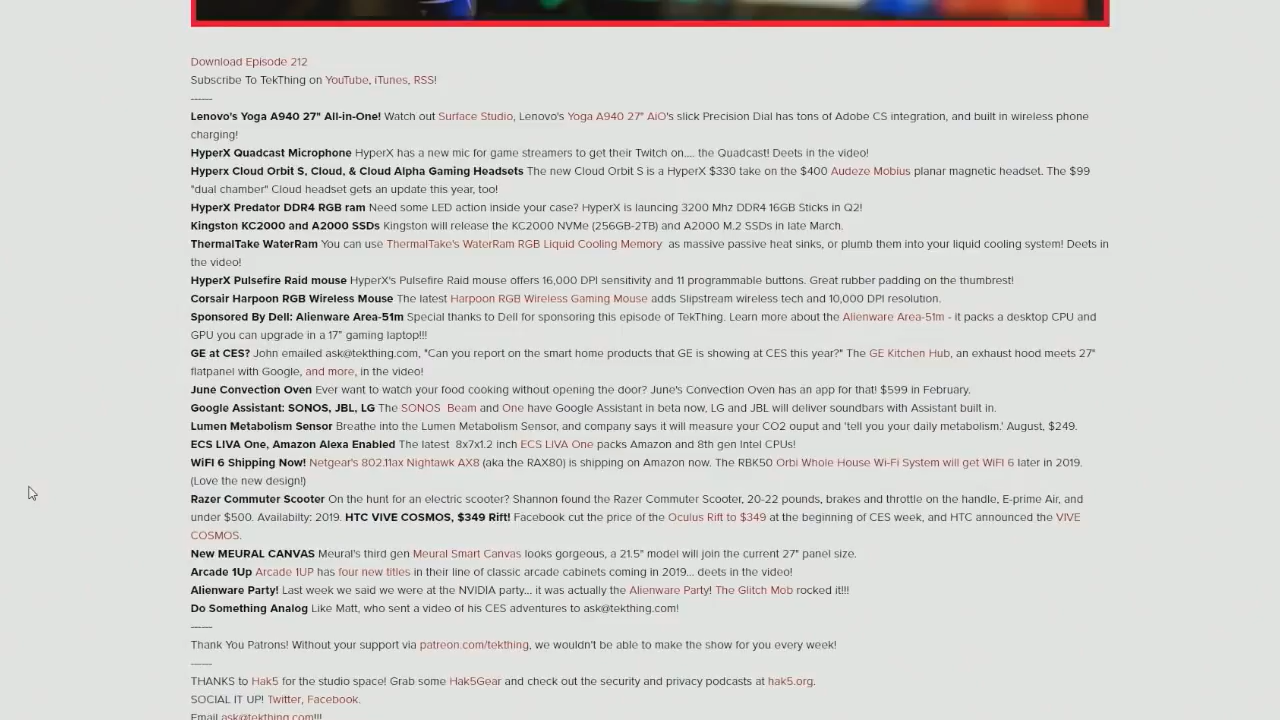 Download Episode 212
Subscribe To TekThing on YouTube, iTunes, RSS!
------
Lenovo's Yoga A940 27" All-in-One! Watch out Surface Studio, Lenovo's Yoga A940 27" AiO's slick Precision Dial has tons of Adobe CS integration, and built in wireless phone
charging!
HyperX Quadcast Microphone HyperX has a new mic for game streamers to get their Twitch on.... the Quadcast! Deets in the video!
Hyperx Cloud Orbit S, Cloud, & Cloud Alpha Gaming Headsets The new Cloud Orbit S is a HyperX $330 take on the $400 Audeze Mobius planar magnetic headset. The $99
"dual chamber" Cloud headset gets an update this year, too!
HyperX Predator DDR4 RGB ram Need some LED action inside your case? HyperX is launcing 3200 Mhz DDR4 16GB Sticks in Q2!
Kingston KC2000 and A2000 SSDs Kingston will release the KC2000 NVMe (256GB-2TB) and A2000 M.2 SSDs in late March.
ThermalTake WaterRam You can use ThermalTake's WaterRam RGB Liquid Cooling Memory as massive passive heat sinks, or plumb them into your liquid cooling system! Deets in
the video!
HyperX Pulsefire Raid mouse HyperX's Pulsefire Raid mouse offers 16,000 DPI sensitivity and 11 programmable buttons. Great rubber padding on the thumbrest!
Corsair Harpoon RGB Wireless Mouse The latest Harpoon RGB Wireless Gaming Mouse adds Slipstream wireless tech and 10,000 DPI resolution.
Sponsored By Dell: Alienware Area-51m Special thanks to Dell for sponsoring this episode of TekThing. Learn more about the Alienware Area-51m - it packs a desktop CPU and
GPU you can upgrade in a 17" gaming laptop!!!
GE at CES? John emailed ask@tekthing.com, "Can you report on the smart home products that GE is showing at CES this year?" The GE Kitchen Hub, an exhaust hood meets 27"
flatpanel with Google, and more, in the video!
June Convection Oven Ever want to watch your food cooking without opening the door? June's Convection Oven has an app for that! $599 in February.
Google Assistant: SONOS, JBL, LG The SONOS Beam and One have Google Assistant in beta now, LG and JBL will deliver soundbars with Assistant built in.
Lumen Metabolism Sensor Breathe into the Lumen Metabolism Sensor, and company says it will measure your CO2 ouput and 'tell you your daily metabolism.' August, $249.
ECS LIVA One, Amazon Alexa Enabled The latest 8x7x1.2 inch ECS LIVA One packs Amazon and 8th gen Intel CPUs!
WiFI 6 Shipping Now! Netgear's 802.11ax Nightawk AX8 (aka the RAX80) is shipping on Amazon now. The RBK50 Orbi Whole House Wi-Fi System will get WiFI 6 later in 2019.
(Love the new design!)
Razer Commuter Scooter On the hunt for an electric scooter? Shannon found the Razer Commuter Scooter, 20-22 pounds, brakes and throttle on the handle, E-prime Air, and
under $500. Availabilty: 2019. HTC VIVE COSMOS, $349 Rift! Facebook cut the price of the Oculus Rift to $349 at the beginning of CES week, and HTC announced the VIVE
COSMOS.
New MEURAL CANVAS Meural's third gen Meural Smart Canvas looks gorgeous, a 21.5" model will join the current 27" panel size.
Arcade 1Up Arcade 1UP has four new titles in their line of classic arcade cabinets coming in 2019... deets in the video!
Alienware Party! Last week we said we were at the NVIDIA party... it was actually the Alienware Party! The Glitch Mob rocked it!!!
Do Something Analog Like Matt, who sent a video of his CES adventures to ask@tekthing.com!
------
Thank You Patrons! Without your support via patreon.com/tekthing, we wouldn't be able to make the show for you every week!
------
THANKS to Hak5 for the studio space! Grab some Hak5Gear and check out the security and privacy podcasts at hak5.org.
SOCIAL IT UP! Twitter, Facebook.
Email ask@tekthing.com!!!